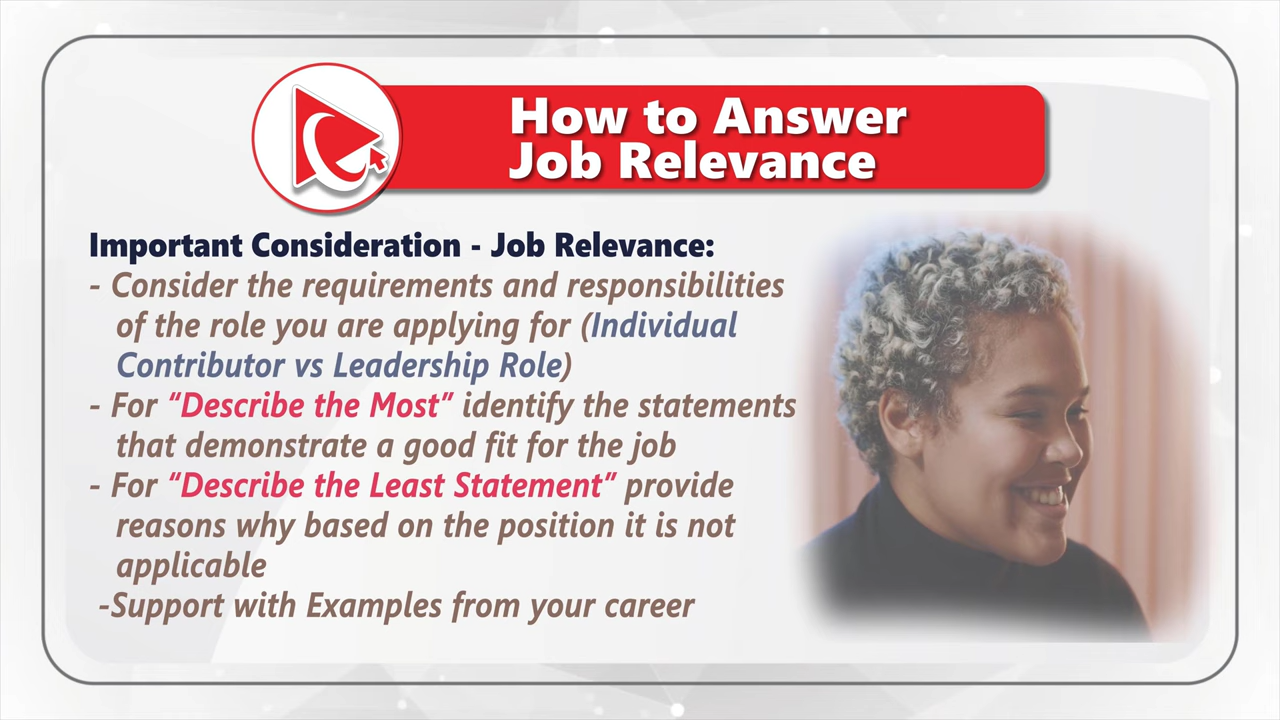 How to Answer
Job Relevance
Important Consideration - Job Relevance:
- Consider the requirements and responsibilities
of the role you are applying for (Individual
Contributor vs Leadership Role)
- For “Describe the Most” identify the statements
that demonstrate a good fit for the job
- For “Describe the Least Statement“ provide
reasons why based on the position it is not
applicable
-Support with Examples from your career